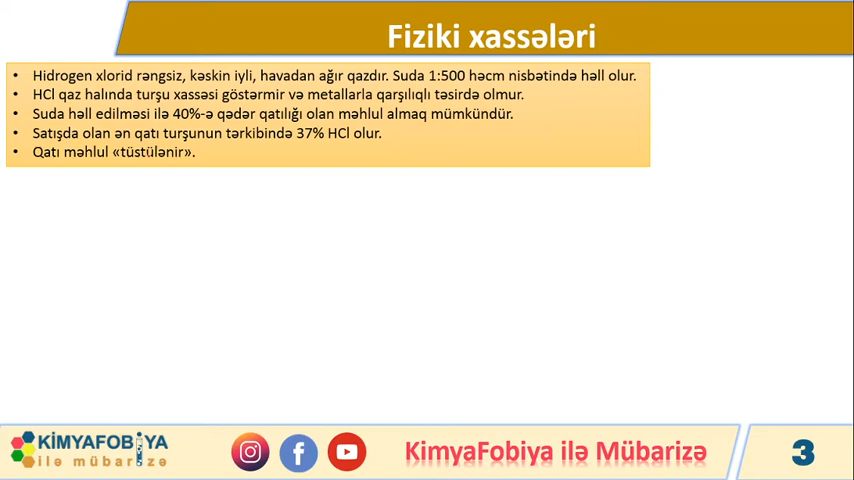 Fiziki xassələri
• Hidrogen xlorid rəngsiz, kəskin iyli, havadan ağır qazdır. Suda 1:500 həcm nisbətində həll olur.
• HCl qaz halında turşu xassəsi göstərmir və metallarla qarşılıqlı təsirdə olmur.
• Suda həll edilməsi ilə 40%-ə qədər qatılığı olan məhlul almaq mümkündür.
• Satışda olan ən qatı turşunun tərkibində 37% HCl olur.
• Qatı məhlul «tüstülənir».
KİMYAFOBİYA
ilə mübarizə
KimyaFobiya ilə Mübarizə
3